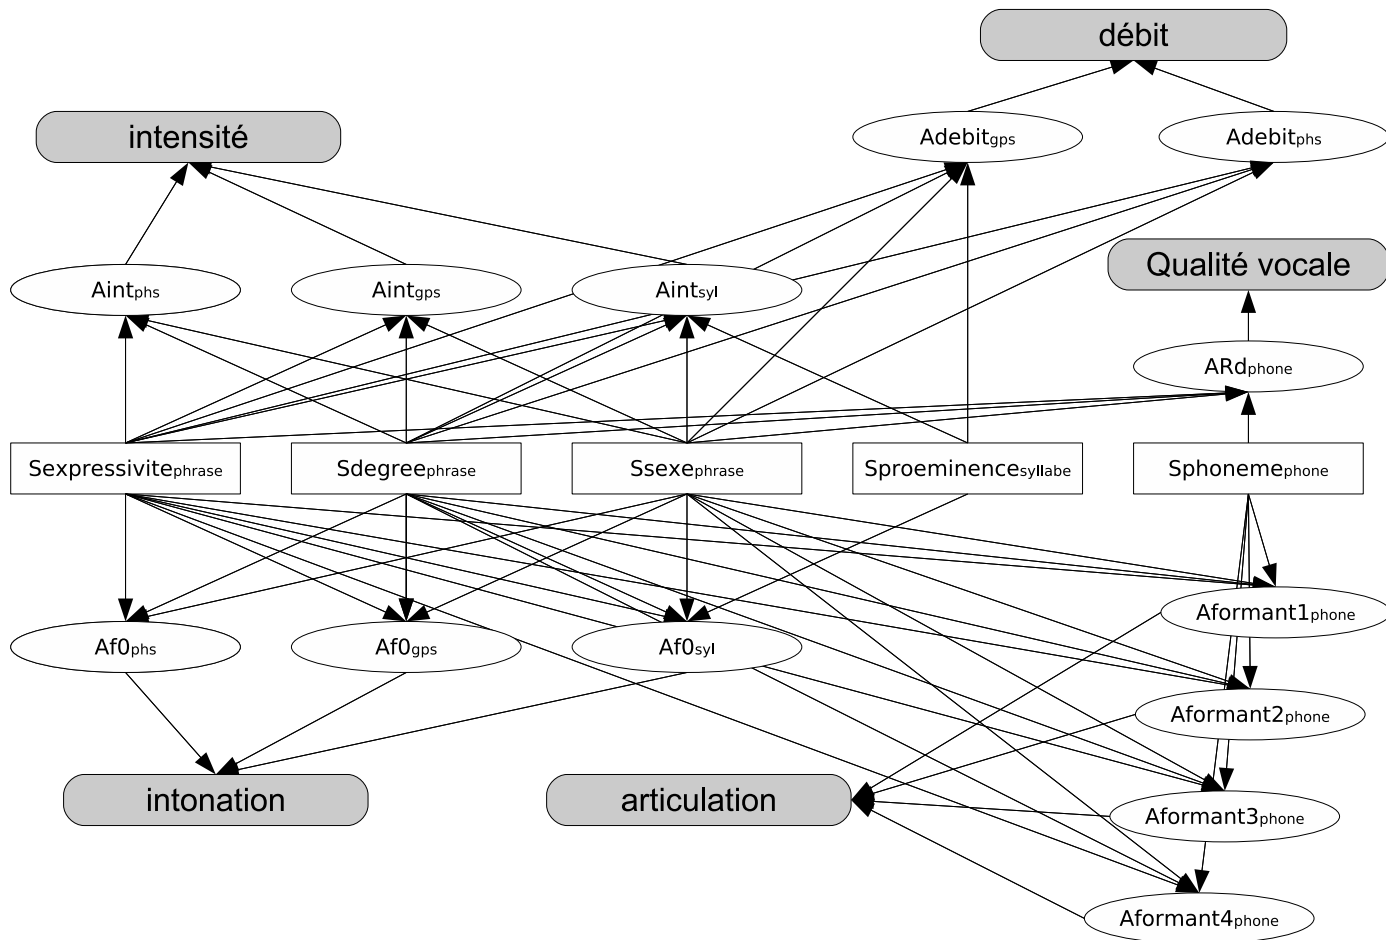 débit
intensité
Adebitgps
Adebitphs
Aintphs
Aintgps
Aintsyl
Qualité vocale
ARdphone
Sexpressivitephrase
Sdegreephrase
Ssexephrase
Sproeminencesyllabe
Sphonemephone
Aformant1phone
Af0phs
Af0gps
Af0syl
Aformant2phone
intonation
articulation
Aformant3phone
Aformant4phone